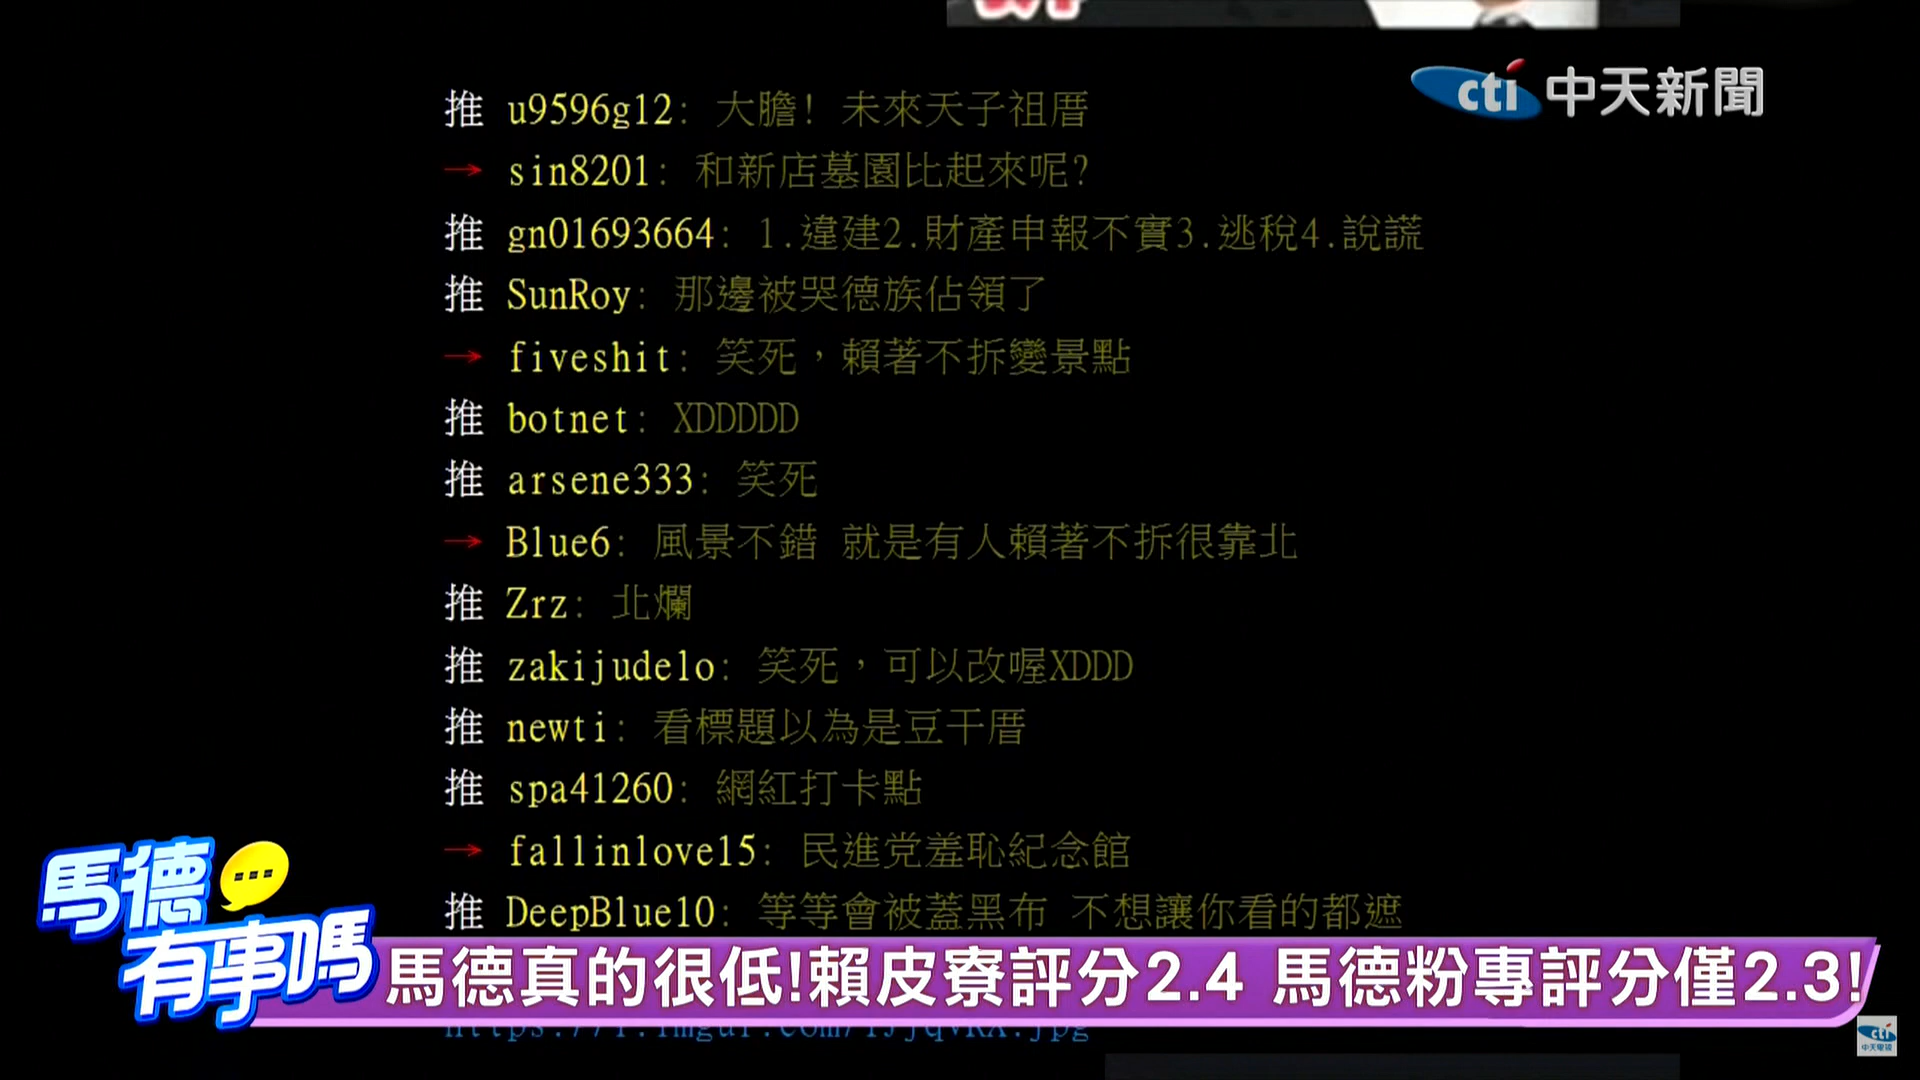 cti 中天新聞
推 u9596g12: 大膽! 未來天子祖厝
→ sin8201: 和新店墓園比起來呢?
推 gn01693664: 1.違建2.財產申報不實3.逃稅4.說謊
推 SunRoy: 那邊被哭德族佔領了
→ fiveshit: 笑死，賴著不拆變景點
推 botnet: XDDDDD
推 arsene333: 笑死
→ Blue6: 風景不錯 就是有人賴著不拆很靠北
推 Zrz: 北爛
推 zakijudelo: 笑死，可以改喔XDDD
推 newti: 看標題以為是豆干厝
推 spa41260: 網紅打卡點
→ fallinlove15: 民進党羞恥紀念館
推 DeepBlue10: 等等會被蓋黑布 不想讓你看的都遮
馬德有事嗎
馬德真的很低!賴皮寮評分2.4 馬德粉專評分僅2.3!
cti
中天電視